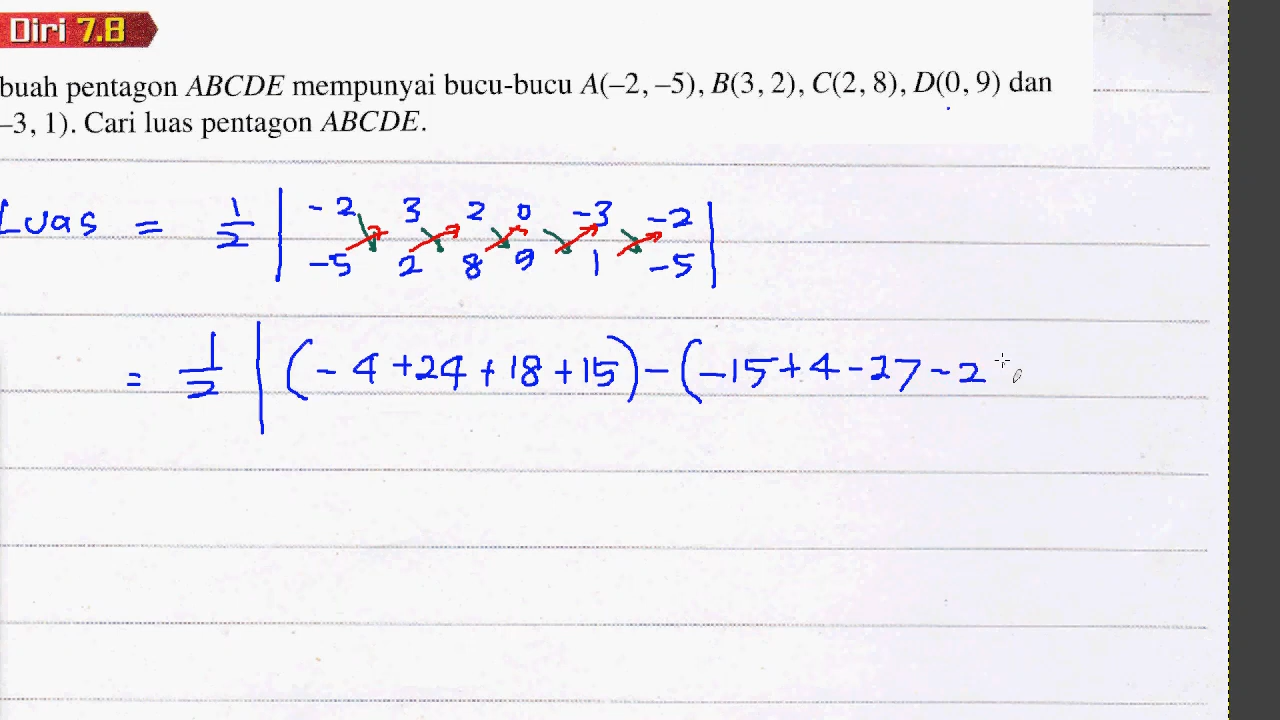 Diri 7.8
buah pentagon ABCDE mempunyai bucu-bucu A(–2, –5), B(3, 2), C(2, 8), D(0, 9) dan
–3, 1). Cari luas pentagon ABCDE.
Luas = 1/2 | -2 3 2 0 -3 -2 |
-5 2 8 9 1 -5
= 1/2 | (-4 +24 + 18 + 15) - (-15 + 4 - 27 - 2